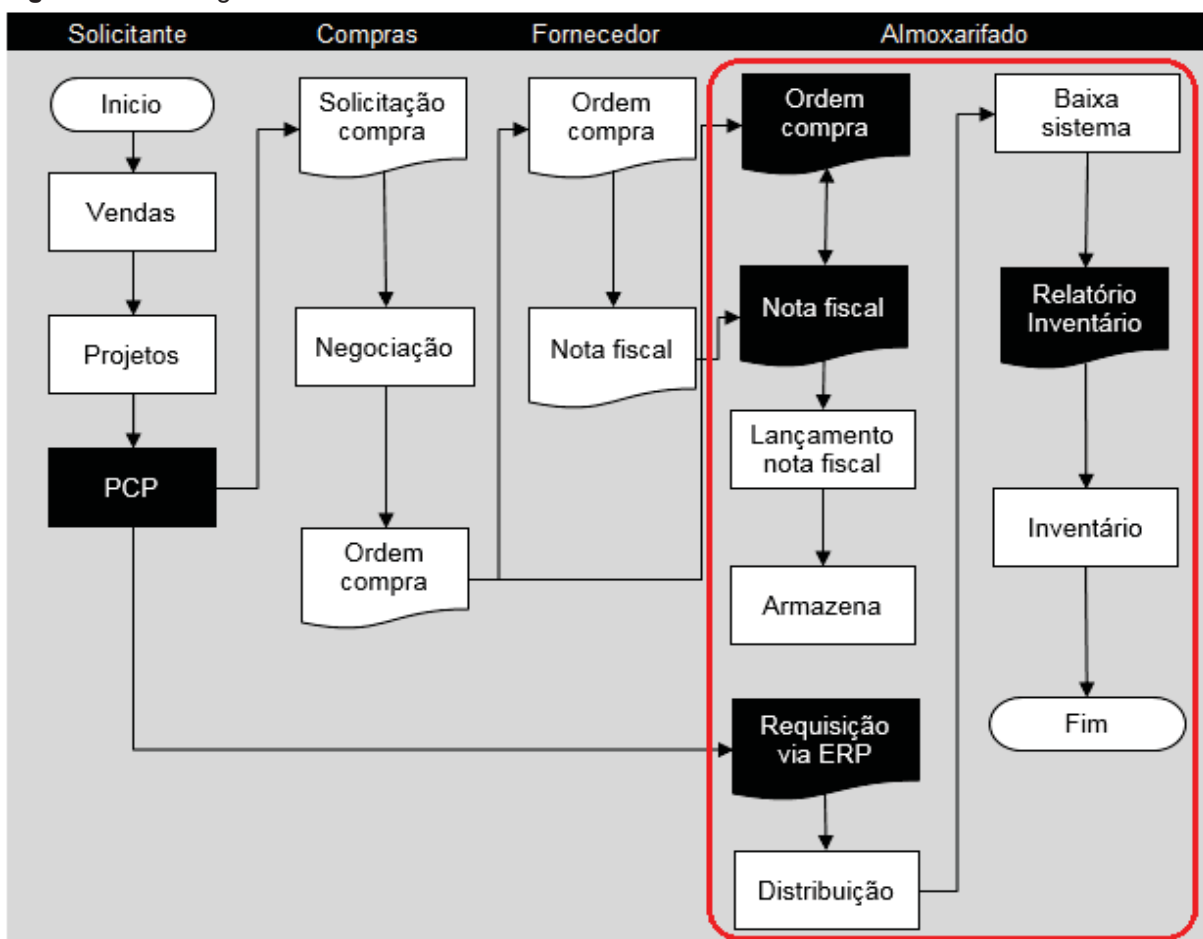 Solicitante
Compras
Fornecedor
Almoxarifado
Inicio
Vendas
Projetos
PCP
Solicitação
compra
Negociação
Ordem
compra
Ordem
compra
Nota fiscal
Ordem
compra
Nota fiscal
Lançamento
nota fiscal
Armazena
Requisição
via ERP
Distribuição
Baixa
sistema
Relatório
Inventário
Inventário
Fim